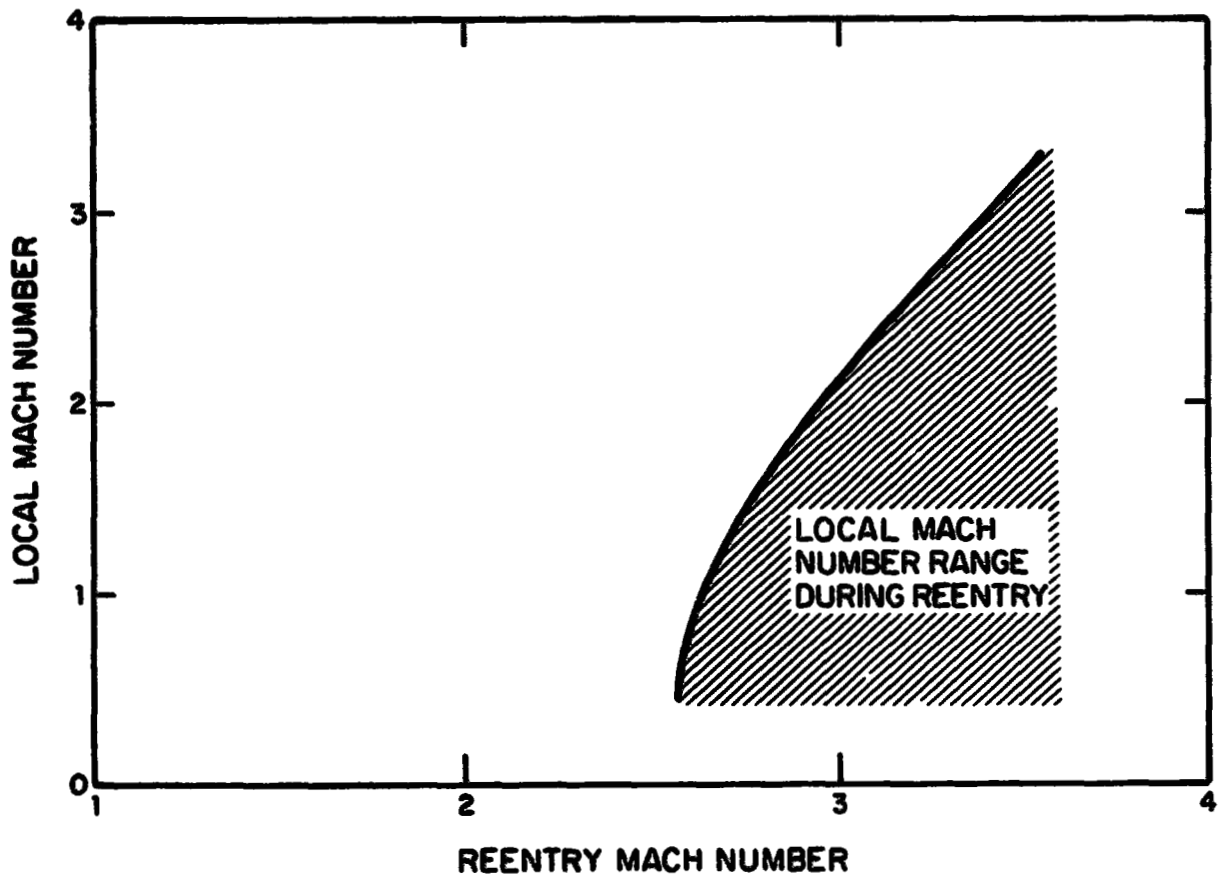 4
3
2
1
0
1
2
3
4
LOCAL MACH NUMBER
REENTRY MACH NUMBER
LOCAL MACH
NUMBER RANGE
DURING REENTRY